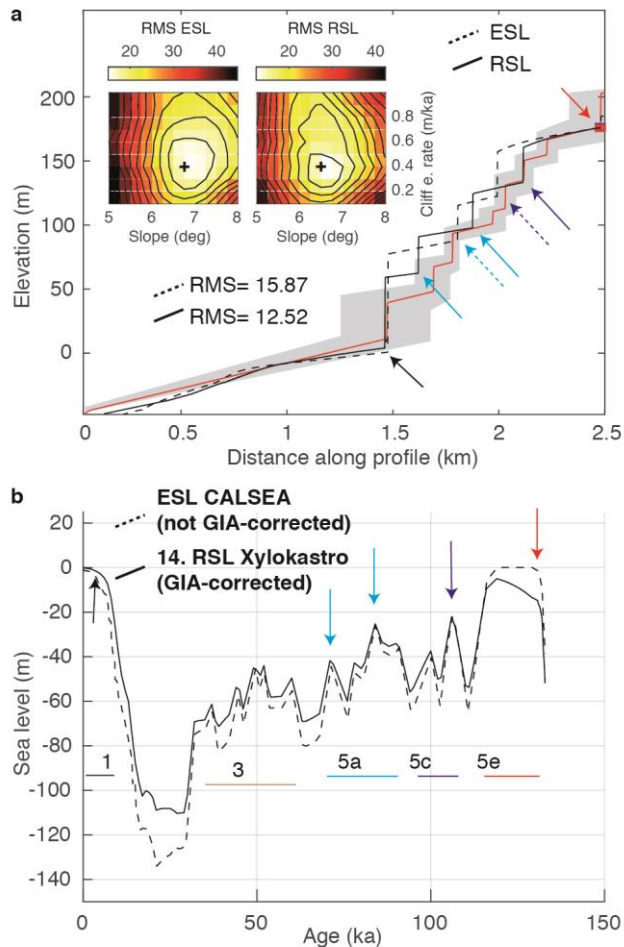 a
RMS ESL
RMS RSL
20 40
20 40
ESL
RSL
200
150
100
50
0
Elevation (m)
0.8
0.6
0.4
0.2
Cliff e. rate (m/ka)
5 6 7 8
5 6 7 8
Slope (deg)
Slope (deg)
RMS= 15.87
RMS= 12.52
0 0.5 1 1.5 2 2.5
Distance along profile (km)
b
ESL CALSEA
(not GIA-corrected)
14. RSL Xylokastro
(GIA-corrected)
20
0
-20
-40
-60
-80
-100
-120
-140
-150
Sea level (m)
1
3
5a
5c
5e
0 50 100 150
Age (ka)